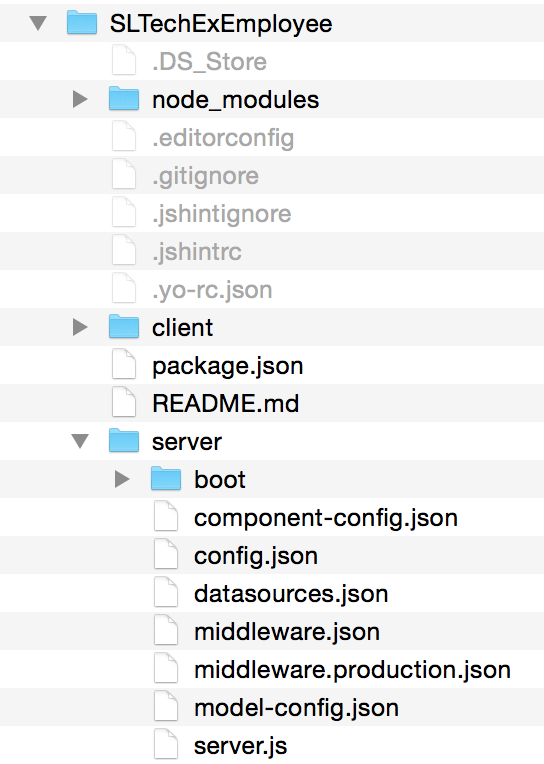 SLTechExEmployee
.DS_Store
node_modules
.editorconfig
.gitignore
.jshintignore
.jshintrc
.yo-rc.json
client
package.json
README.md
server
boot
component-config.json
config.json
datasources.json
middleware.json
middleware.production.json
model-config.json
server.js